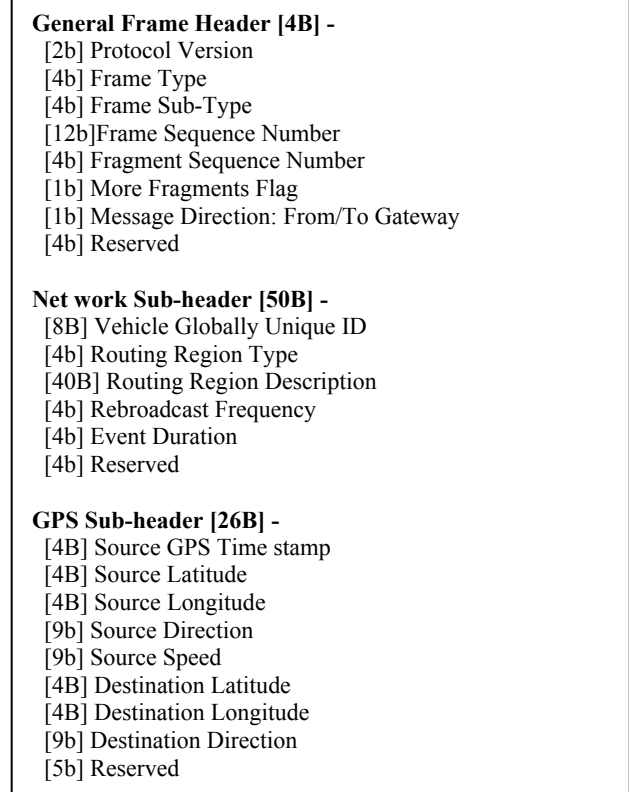 General Frame Header [4B] -
[2b] Protocol Version
[4b] Frame Type
[4b] Frame Sub-Type
[12b]Frame Sequence Number
[4b] Fragment Sequence Number
[1b] More Fragments Flag
[1b] Message Direction: From/To Gateway
[4b] Reserved
Net work Sub-header [50B] -
[8B] Vehicle Globally Unique ID
[4b] Routing Region Type
[40B] Routing Region Description
[4b] Rebroadcast Frequency
[4b] Event Duration
[4b] Reserved
GPS Sub-header [26B] -
[4B] Source GPS Time stamp
[4B] Source Latitude
[4B] Source Longitude
[9b] Source Direction
[9b] Source Speed
[4B] Destination Latitude
[4B] Destination Longitude
[9b] Destination Direction
[5b] Reserved